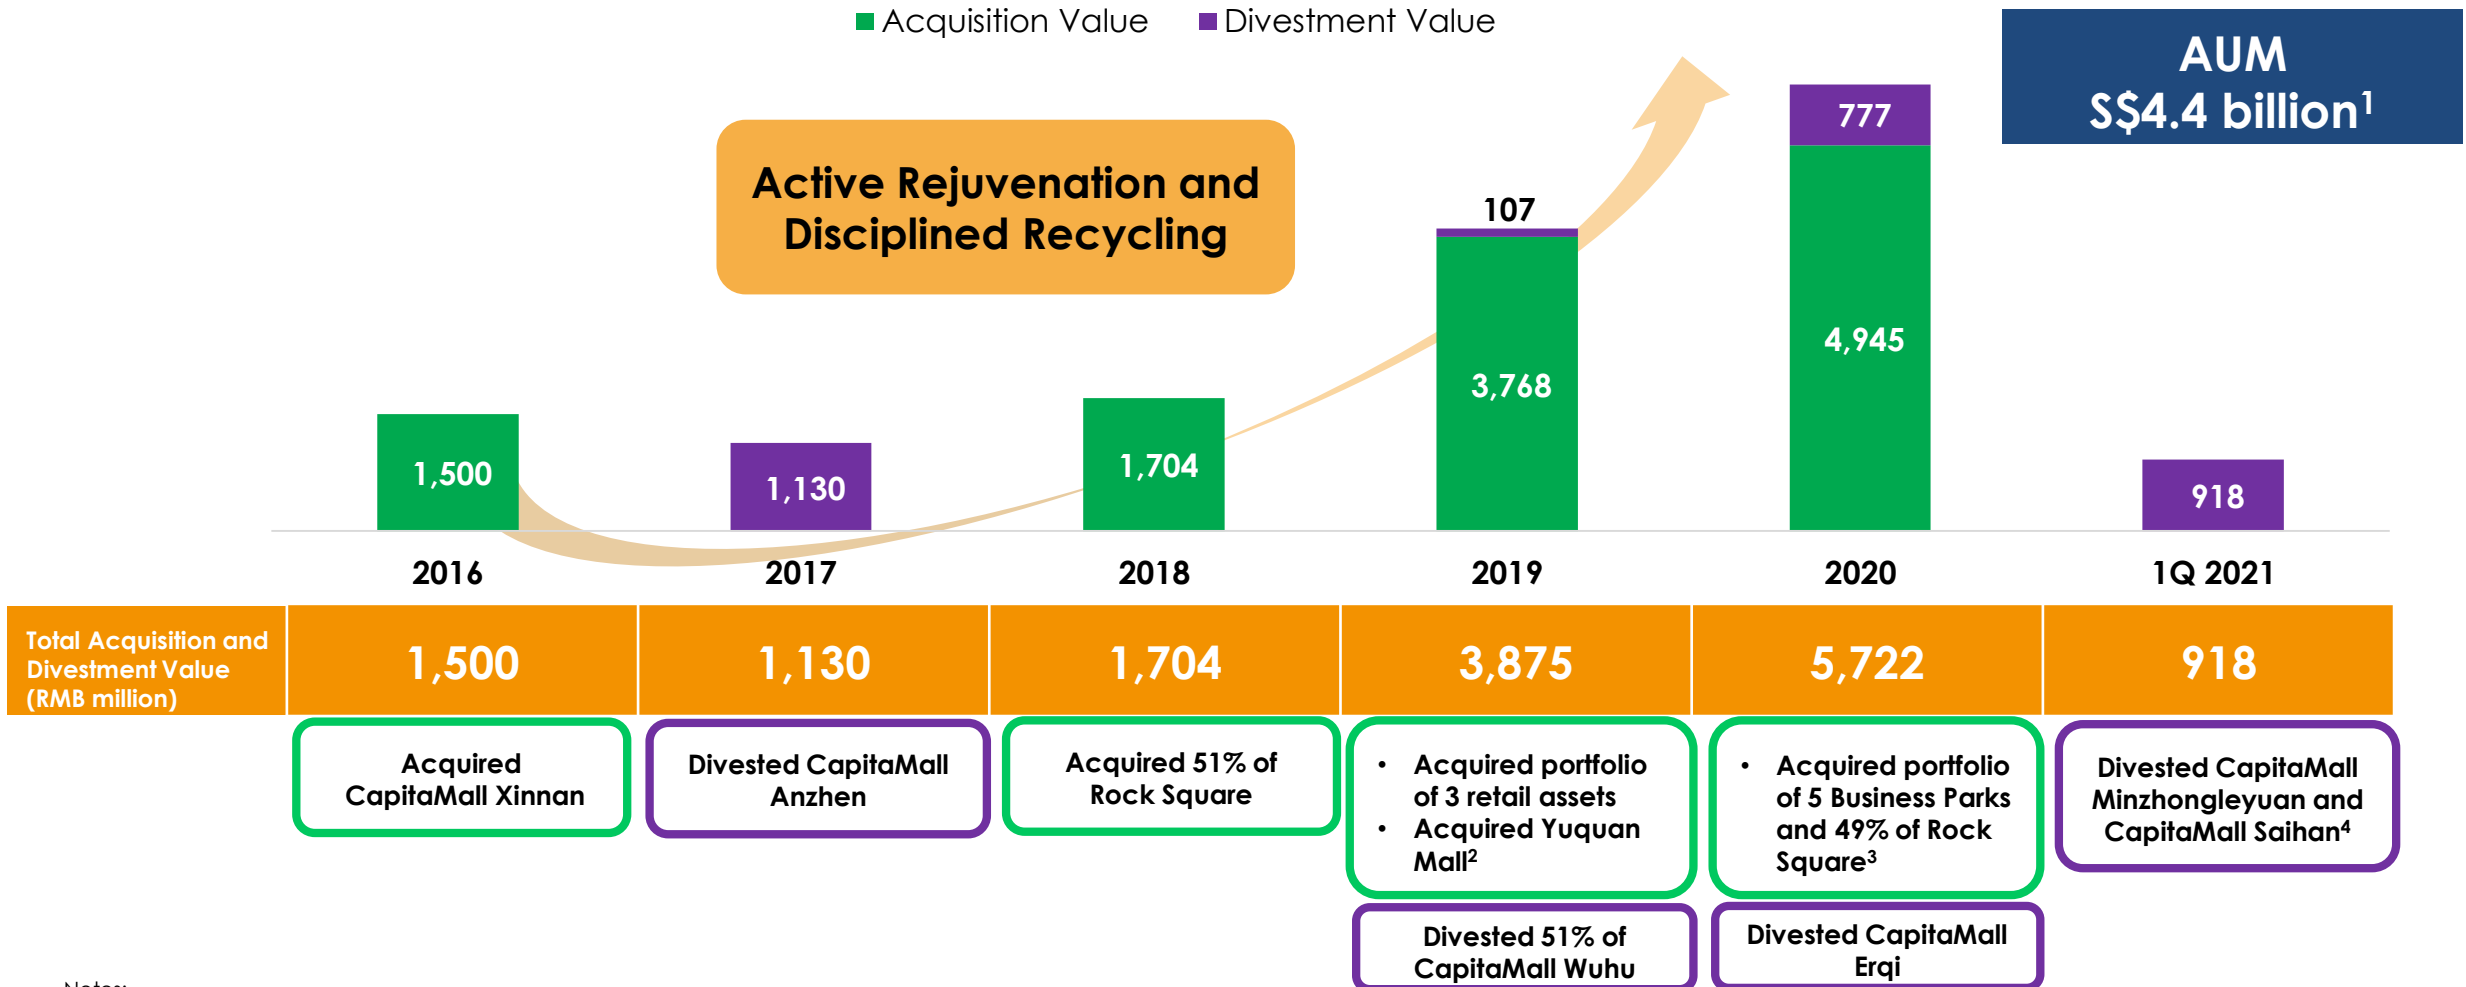 Acquisition Value
Divestment Value
AUM
S$4.4 billion¹
Active Rejuvenation and
Disciplined Recycling
1,500
1,130
1,704
107
3,768
777
4,945
918
2016
2017
2018
2019
2020
1Q 2021
Total Acquisition and
Divestment Value
(RMB million)
1,500
1,130
1,704
3,875
5,722
918
Acquired
CapitaMall Xinnan
Divested CapitaMall
Anzhen
Acquired 51% of
Rock Square
• Acquired portfolio
of 3 retail assets
• Acquired Yuquan
Mall²
Divested 51% of
CapitaMall Wuhu
• Acquired portfolio
of 5 Business Parks
and 49% of Rock
Square³
Divested CapitaMall
Erqi
Divested CapitaMall
Minzhongleyuan and
CapitaMall Saihan⁴
Notes: